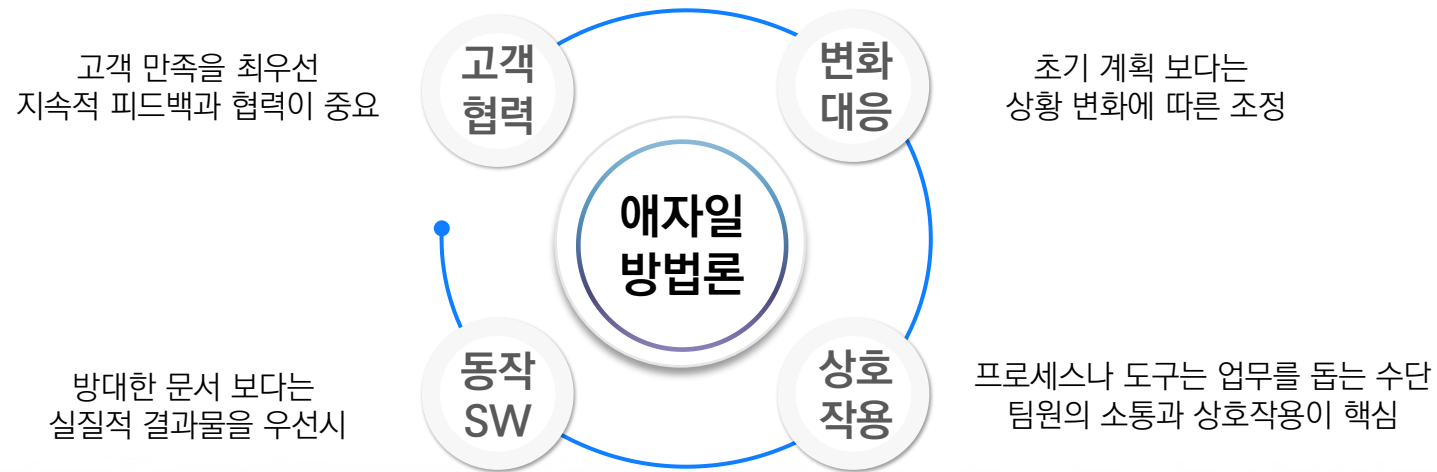 고객 만족을 최우선
지속적 피드백과 협력이 중요
고객
협력
변화
대응
초기 계획 보다는
상황 변화에 따른 조정
애자일
방법론
방대한 문서 보다는
실질적 결과물을 우선시
동작
SW
상호
작용
프로세스나 도구는 업무를 돕는 수단
팀원의 소통과 상호작용이 핵심